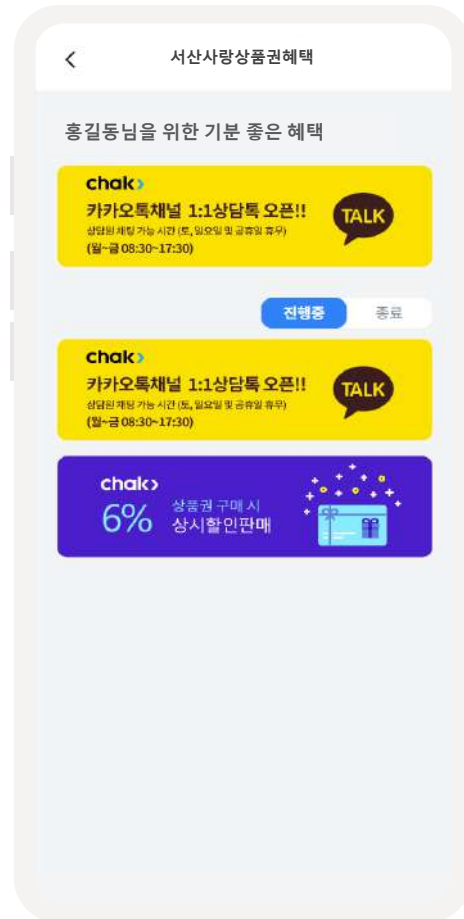 서산사랑상품권혜택
홍길동님을 위한 기분 좋은 혜택
chak
카카오톡채널 1:1상담톡 오픈!!
TALK
상담원 채팅 가능 시간 (토, 일요일 및 공휴일 휴무)
(월~금 08:30~17:30)
진행중 종료
chak
카카오톡채널 1:1상담톡 오픈!!
TALK
상담원 채팅 가능 시간 (토, 일요일 및 공휴일 휴무)
(월~금 08:30~17:30)
chak
6%
상품권 구매 시
상시할인판매